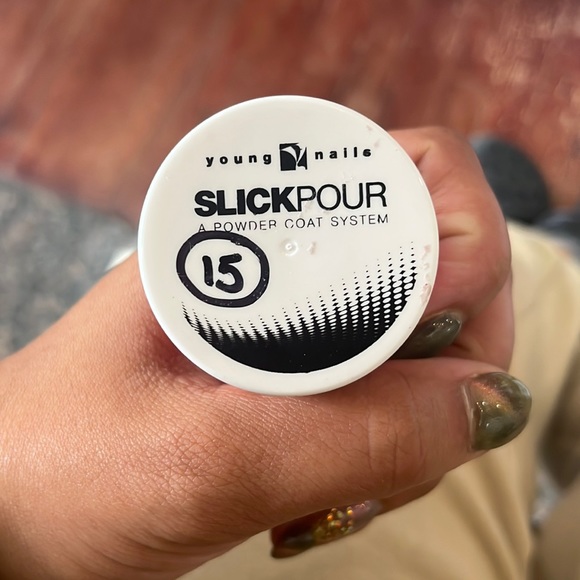 young nails
SLICKPOUR
A POWDER COAT SYSTEM
15